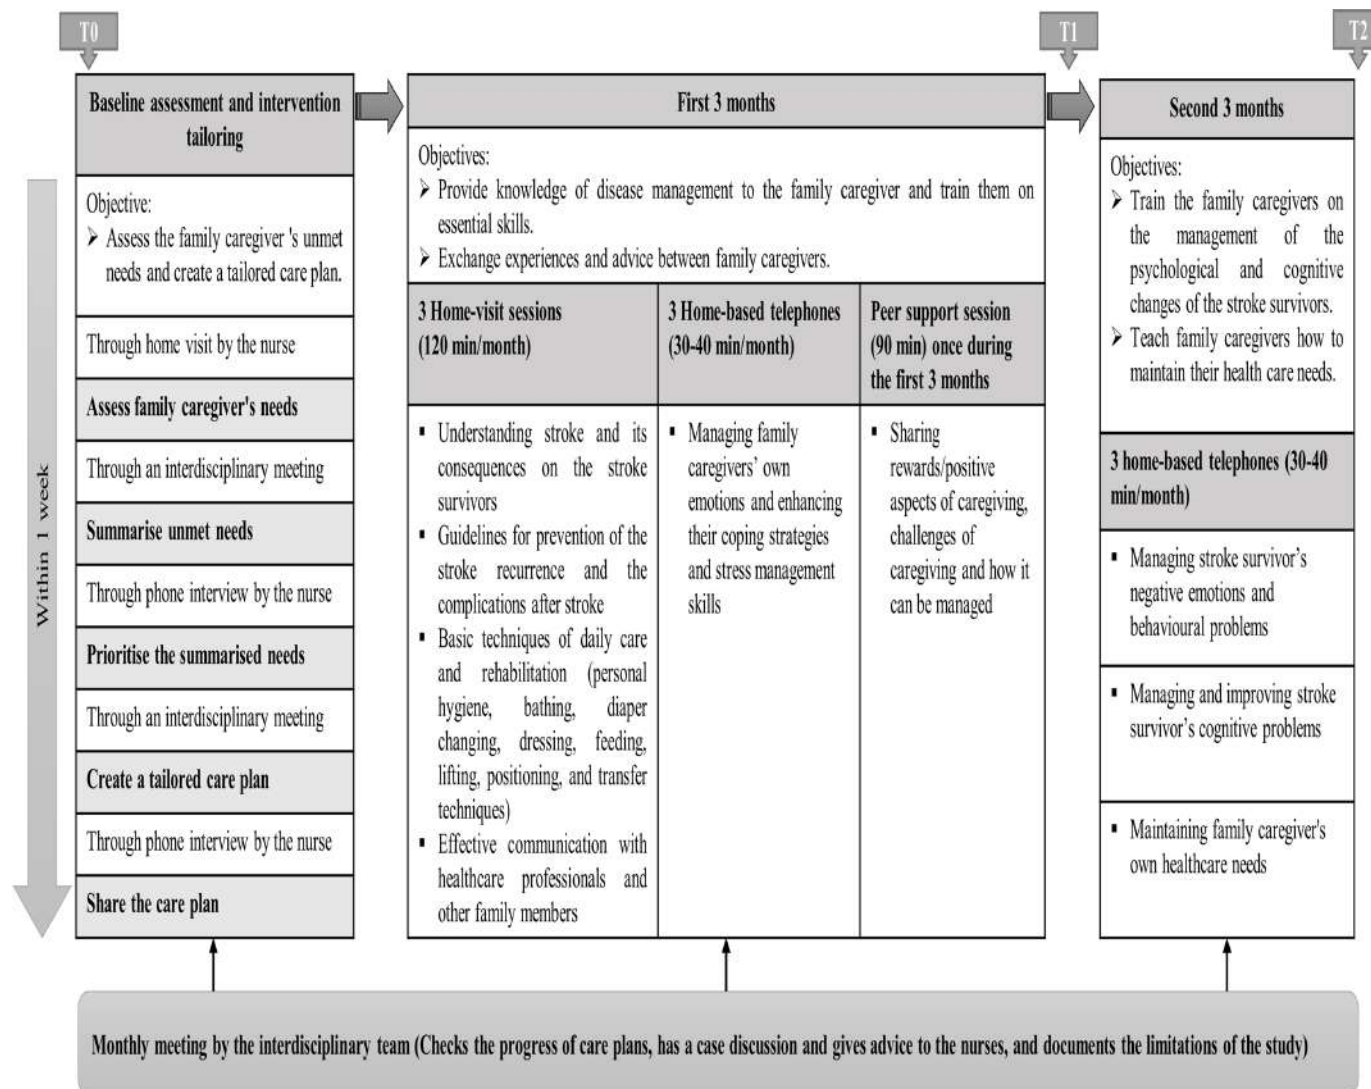 T0
T1
T2
Baseline assessment and intervention
tailoring
Objective:
➢ Assess the family caregiver 's unmet
needs and create a tailored care plan.
Through home visit by the nurse
Assess family caregiver's needs
Through an interdisciplinary meeting
Summarise unmet needs
Through phone interview by the nurse
Prioritise the summarised needs
Through an interdisciplinary meeting
Create a tailored care plan
Through phone interview by the nurse
Share the care plan
Within 1 week
First 3 months
Objectives:
➢ Provide knowledge of disease management to the family caregiver and train them on
essential skills.
➢ Exchange experiences and advice between family caregivers.
3 Home-visit sessions
(120 min/month)
▪ Understanding stroke and its
consequences on the stroke
survivors
▪ Guidelines for prevention of the
stroke recurrence and the
complications after stroke
▪ Basic techniques of daily care
and rehabilitation (personal
hygiene, bathing, diaper
changing, dressing, feeding,
lifting, positioning, and transfer
techniques)
▪ Effective communication with
healthcare professionals and
other family members
3 Home-based telephones
(30-40 min/month)
▪ Managing family
caregivers’ own
emotions and enhancing
their coping strategies
and stress management
skills
Peer support session
(90 min) once during
the first 3 months
▪ Sharing
rewards/positive
aspects of caregiving,
challenges of
caregiving and how it
can be managed
Second 3 months
Objectives:
➢ Train the family caregivers on
the management of the
psychological and cognitive
changes of the stroke survivors.
➢ Teach family caregivers how to
maintain their health care needs.
3 home-based telephones (30-40
min/month)
▪ Managing stroke survivor’s
negative emotions and
behavioural problems
▪ Managing and improving stroke
survivor’s cognitive problems
▪ Maintaining family caregiver's
own healthcare needs
Monthly meeting by the interdisciplinary team (Checks the progress of care plans, has a case discussion and gives advice to the nurses, and documents the limitations of the study)